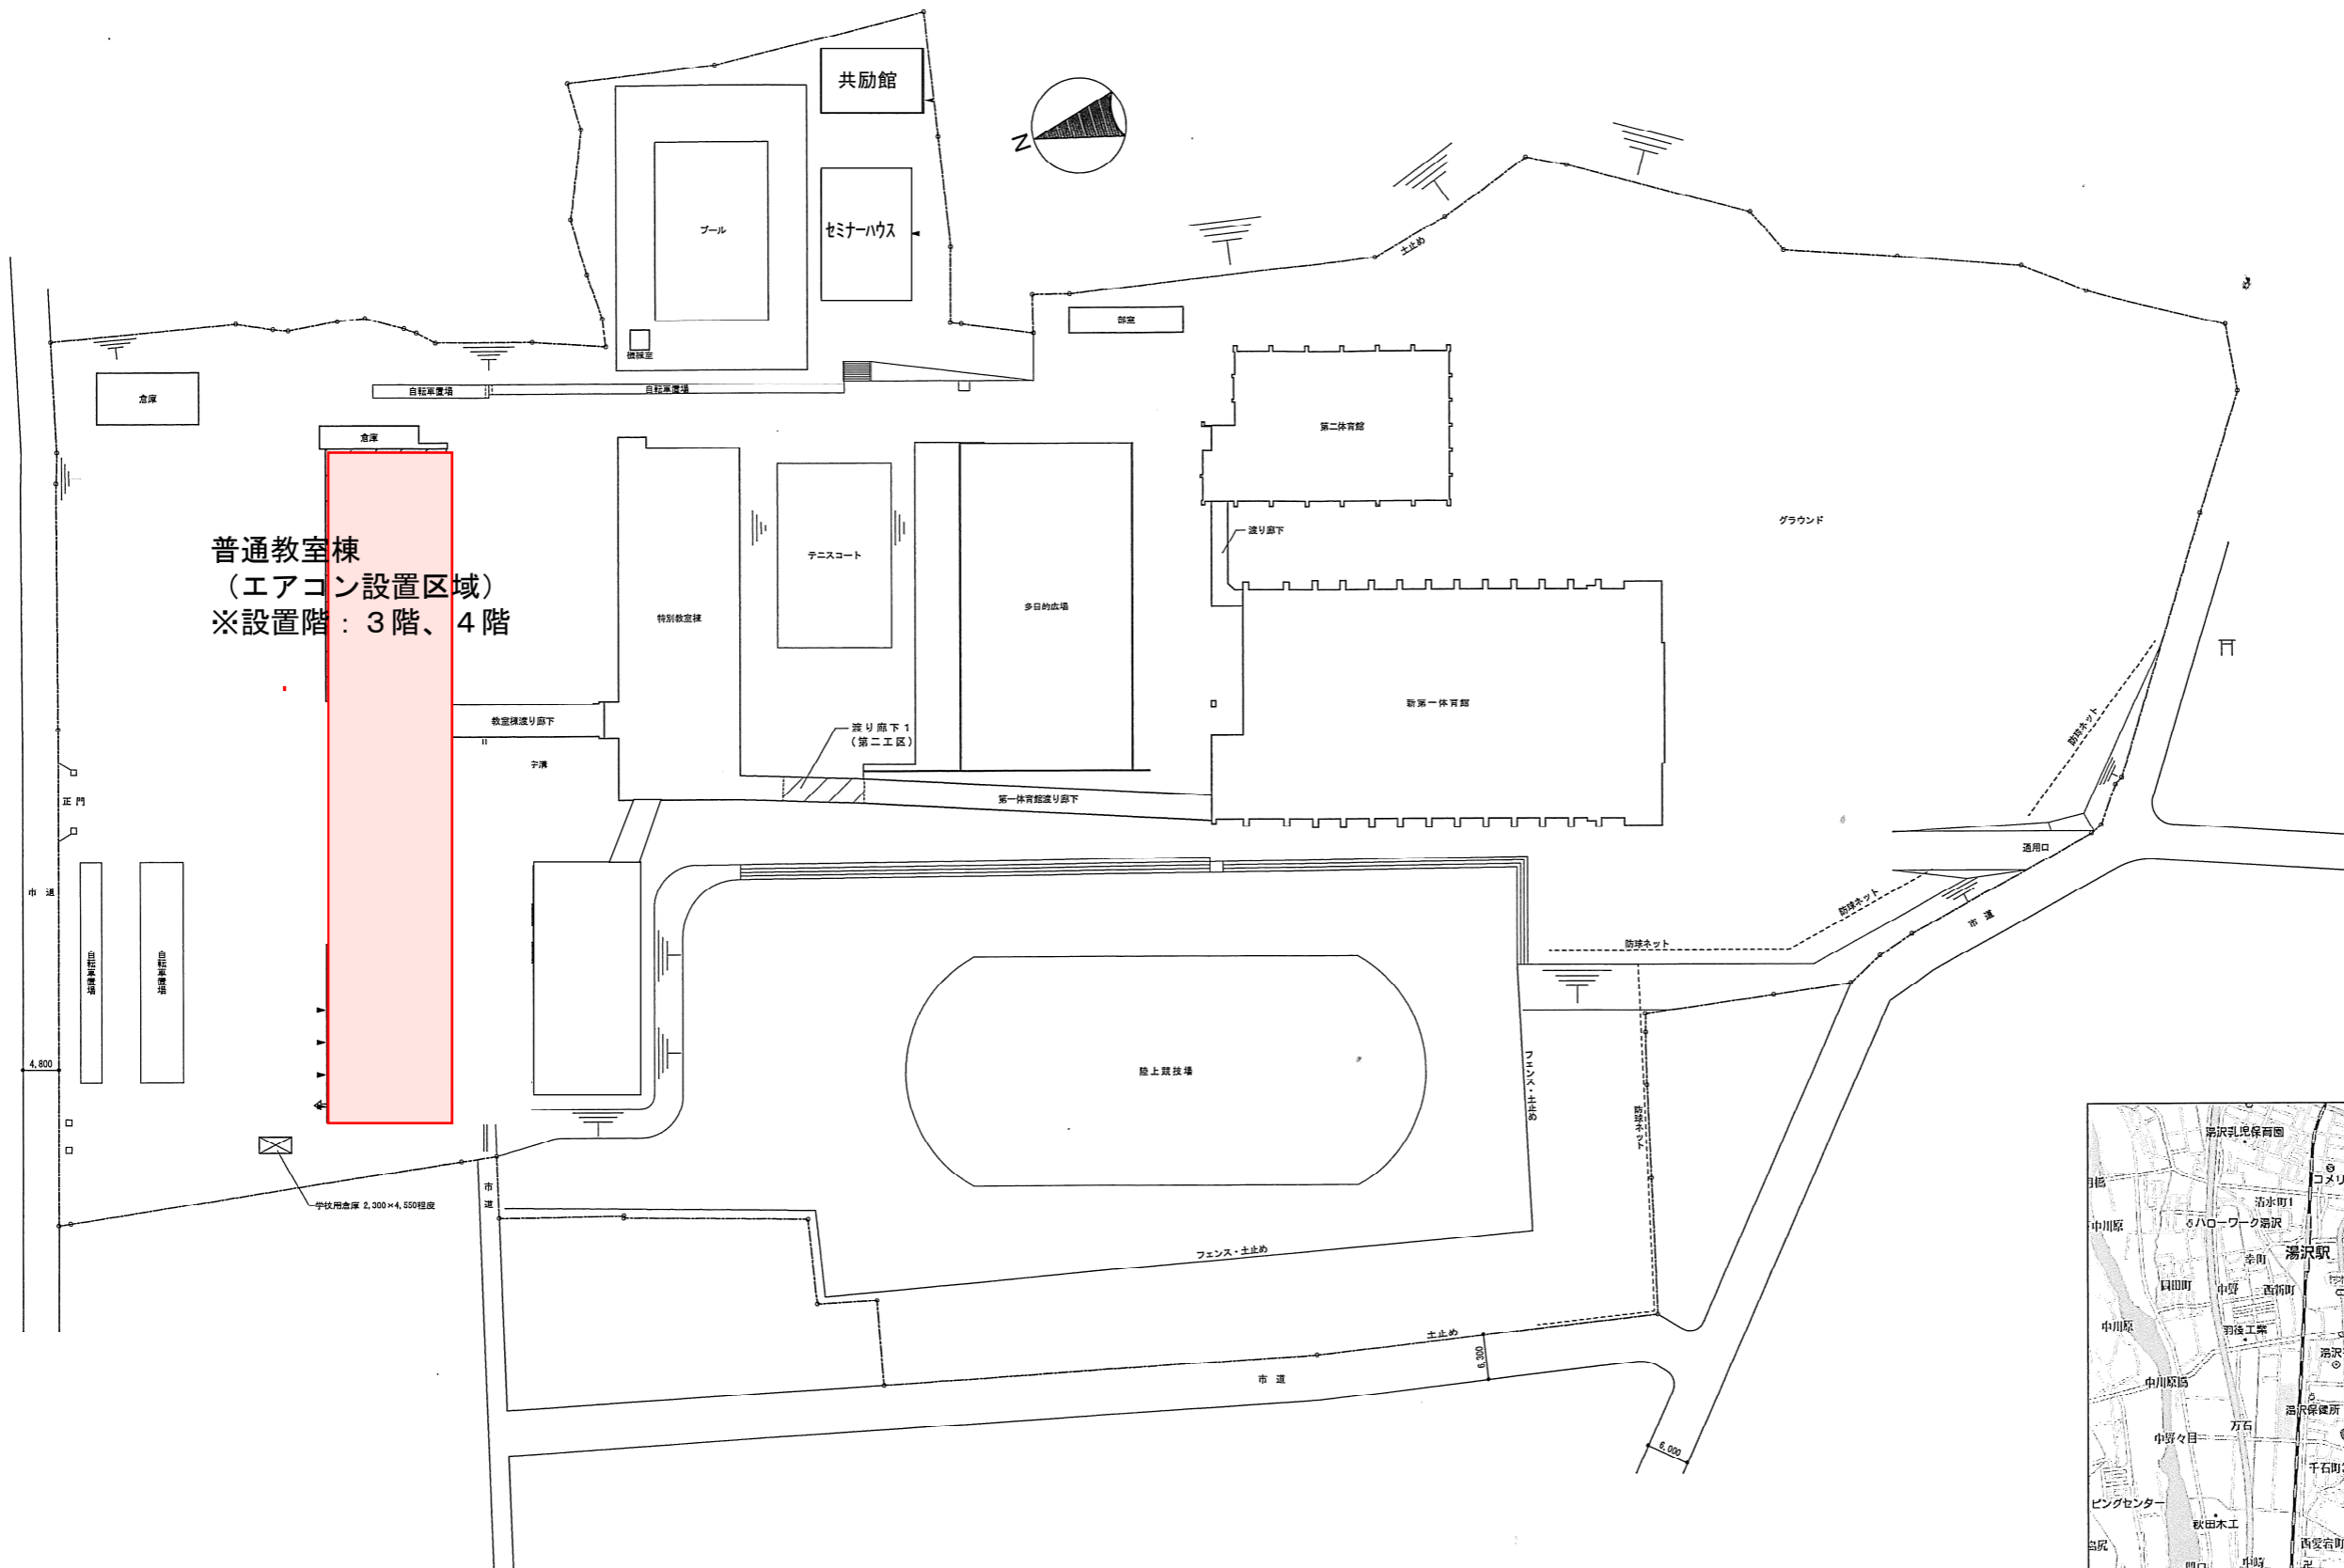 共励館
N
プール
セミナーハウス
土止め
部室
機械室
自転車置場
自転車置場
倉庫
倉庫
第二体育館
グラウンド
渡り廊下
普通教室棟
(エアコン設置区域)
※設置階：３階、４階
テニスコート
多目的広場
特別教室棟
新第一体育館
教室棟渡り廊下
渡り廊下１
(第二工区)
第一体育館渡り廊下
正門
防球ネット
通用口
市道
防球ネット
市道
防球ネット
自転車置場
自転車置場
4,800
陸上競技場
フェンス・土止め
防球ネット
学校用倉庫 2,300×4,550程度
市道
フェンス・土止め
土止め
6,300
市道
6,000
湯沢乳児保育園
コメリ
清水町1
中川原
ハローワーク湯沢
湯沢駅
幸町
中野
西新町
中川原
羽後工業
湯沢
中川原橋
湯沢保健所
万石
中野々目
千石町
ピングセンター
秋田木工
西愛宕町